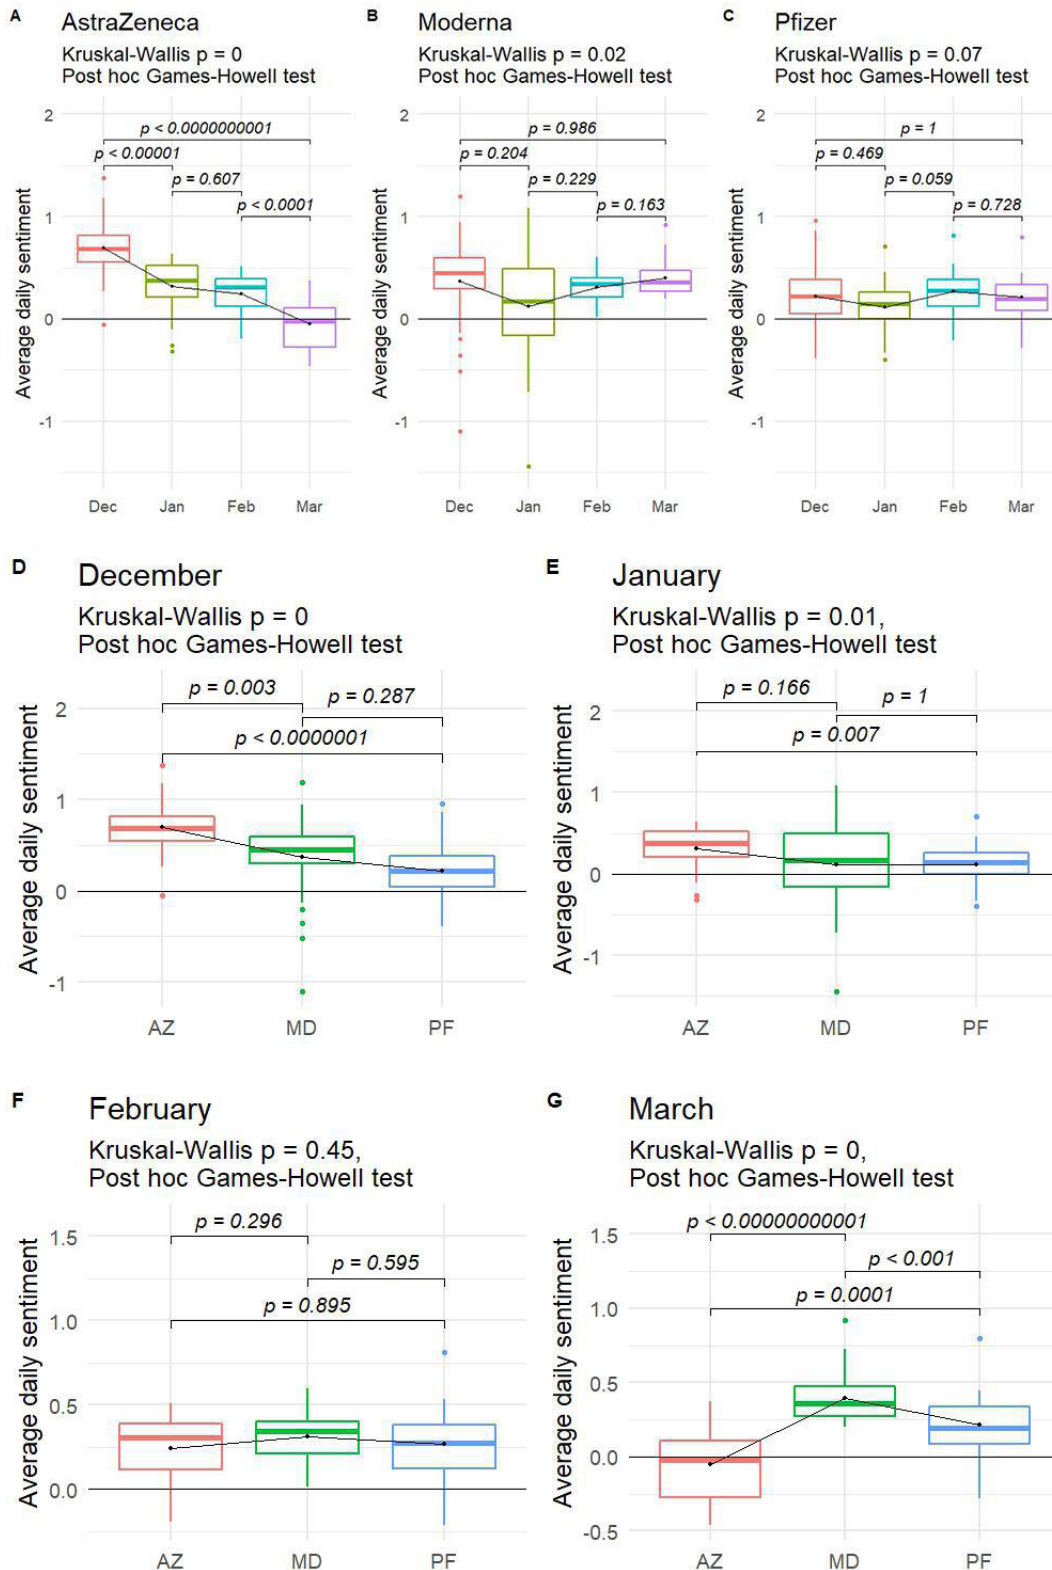 A AstraZeneca
Kruskal-Wallis p = 0
Post hoc Games-Howell test
Average daily sentiment
2
1
0
-1
p < 0.0000000001
p < 0.00001
p = 0.607
p < 0.0001
Dec Jan Feb Mar
B Moderna
Kruskal-Wallis p = 0.02
Post hoc Games-Howell test
Average daily sentiment
2
1
0
-1
p = 0.986
p = 0.204
p = 0.229
p = 0.163
Dec Jan Feb Mar
C Pfizer
Kruskal-Wallis p = 0.07
Post hoc Games-Howell test
Average daily sentiment
2
1
0
-1
p = 1
p = 0.469
p = 0.059
p = 0.728
Dec Jan Feb Mar
D December
Kruskal-Wallis p = 0
Post hoc Games-Howell test
Average daily sentiment
2
1
0
-1
p = 0.003
p = 0.287
p < 0.0000001
AZ MD PF
E January
Kruskal-Wallis p = 0.01,
Post hoc Games-Howell test
Average daily sentiment
2
1
0
-1
p = 0.166
p = 1
p = 0.007
AZ MD PF
F February
Kruskal-Wallis p = 0.45,
Post hoc Games-Howell test
Average daily sentiment
1.5
1.0
0.5
0.0
p = 0.296
p = 0.595
p = 0.895
AZ MD PF
G March
Kruskal-Wallis p = 0,
Post hoc Games-Howell test
Average daily sentiment
1.5
1.0
0.5
0.0
-0.5
p < 0.00000000001
p < 0.001
p = 0.0001
AZ MD PF